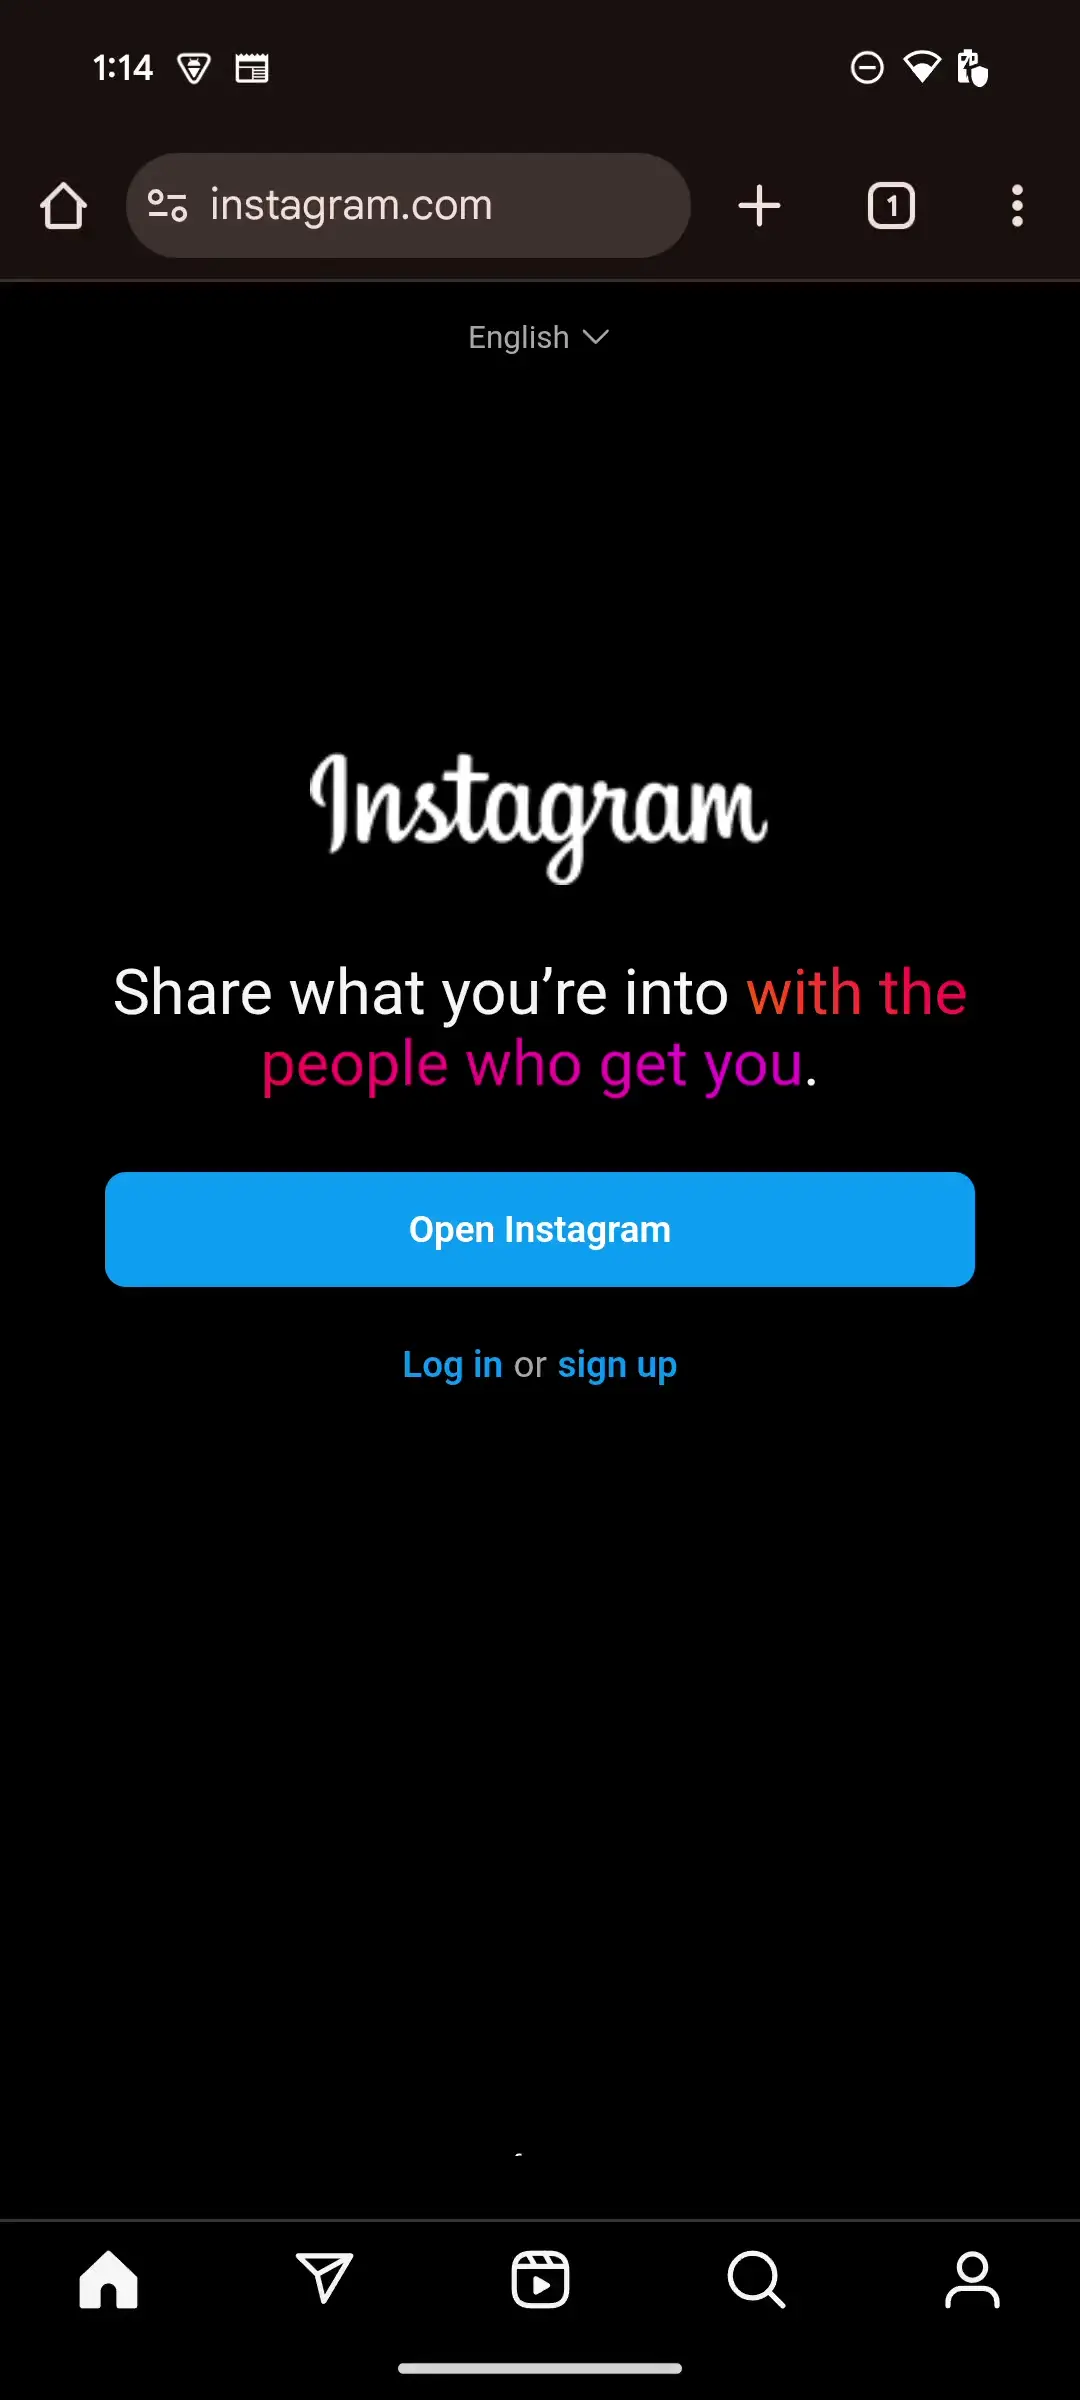 1:14
instagram.com
1
English
Instagram
Share what you’re into with the
people who get you.
Open Instagram
Log in or sign up